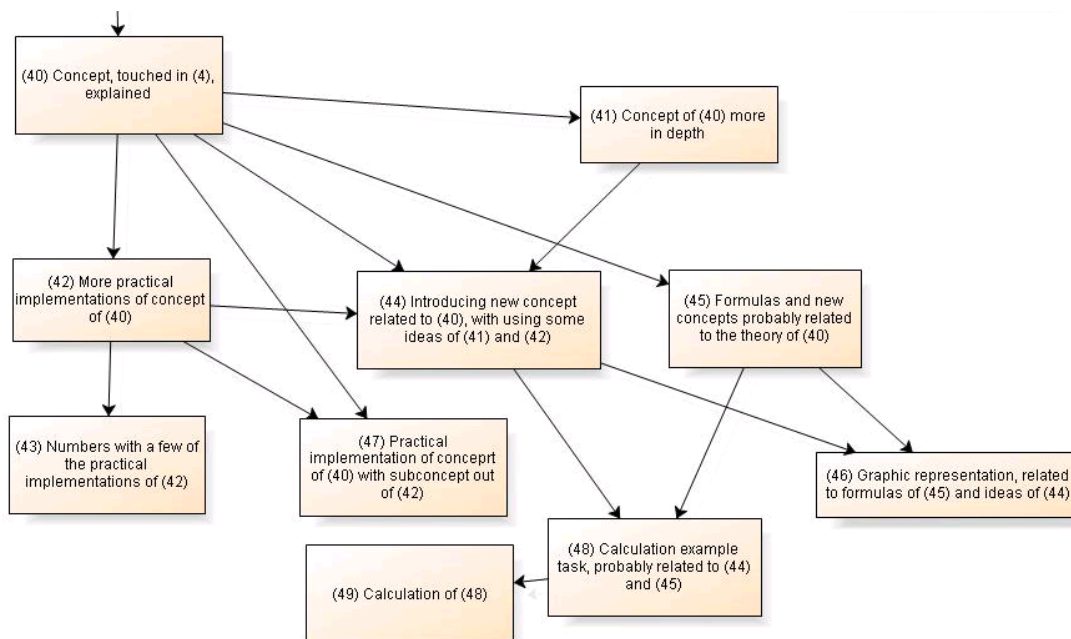 (40) Concept, touched in (4),
explained
(41) Concept of (40) more
in depth
(42) More practical
implementations of concept
of (40)
(44) Introducing new concept
related to (40), with using some
ideas of (41) and (42)
(45) Formulas and new
concepts probably related
to the theory of (40)
(43) Numbers with a few of
the practical
implementations of (42)
(47) Practical
implementation of conceprt
of (40) with subconcept out
of (42)
(46) Graphic representation, related
to formulas of (45) and ideas of (44)
(48) Calculation example
task, probably related to (44)
and (45)
(49) Calculation of (48)